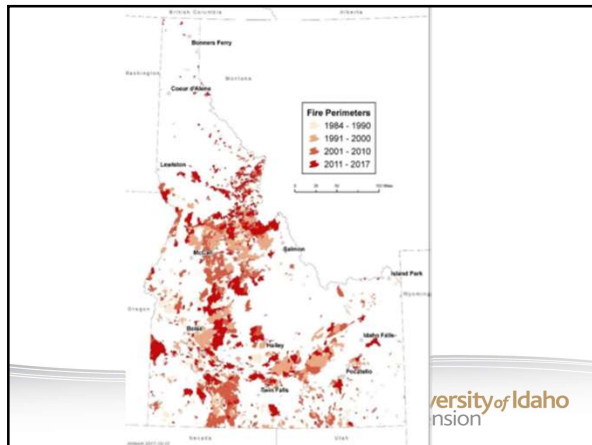 British Columbia
Alberta
Bonners Ferry
Washington
Montana
Coeur d'Alene
Fire Perimeters
1984 - 1990
1991 - 2000
2001 - 2010
2011 - 2017
Lewiston
Salmon
McCall
Island Park
Wyoming
Oregon
Boise
Idaho Falls
Hailey
Pocatello
Twin Falls
versity of Idaho
nsion
Nevada
Utah